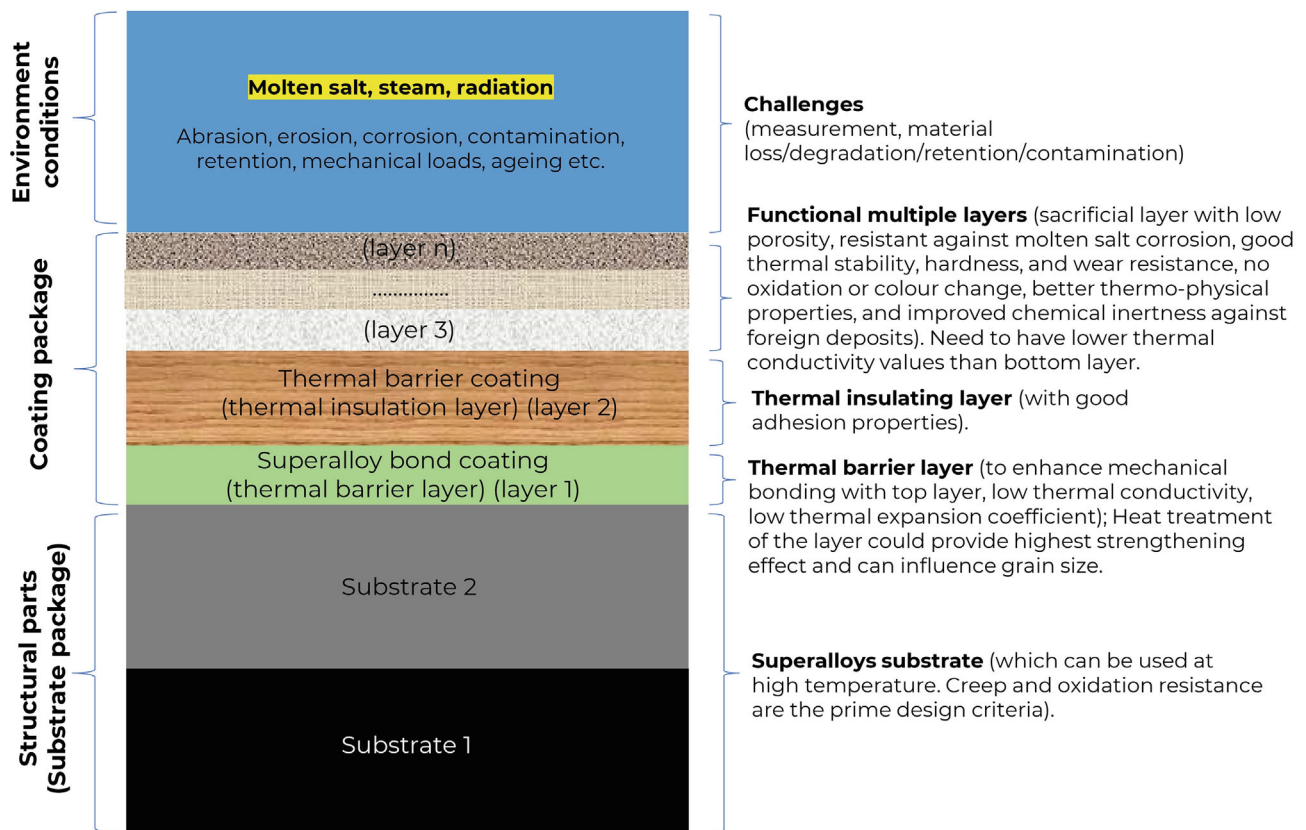 Environment
conditions
Molten salt, steam, radiation
Abrasion, erosion, corrosion, contamination,
retention, mechanical loads, ageing etc.
Challenges
(measurement, material
loss/degradation/retention/contamination)
Coating package
(layer n)
...............
(layer 3)
Functional multiple layers (sacrificial layer with low
porosity, resistant against molten salt corrosion, good
thermal stability, hardness, and wear resistance, no
oxidation or colour change, better thermo-physical
properties, and improved chemical inertness against
foreign deposits). Need to have lower thermal
conductivity values than bottom layer.
Thermal barrier coating
(thermal insulation layer) (layer 2)
Thermal insulating layer (with good
adhesion properties).
Superalloy bond coating
(thermal barrier layer) (layer 1)
Thermal barrier layer (to enhance mechanical
bonding with top layer, low thermal conductivity,
low thermal expansion coefficient); Heat treatment
of the layer could provide highest strengthening
effect and can influence grain size.
Structural parts
(Substrate package)
Substrate 2
Substrate 1
Superalloys substrate (which can be used at
high temperature. Creep and oxidation resistance
are the prime design criteria).